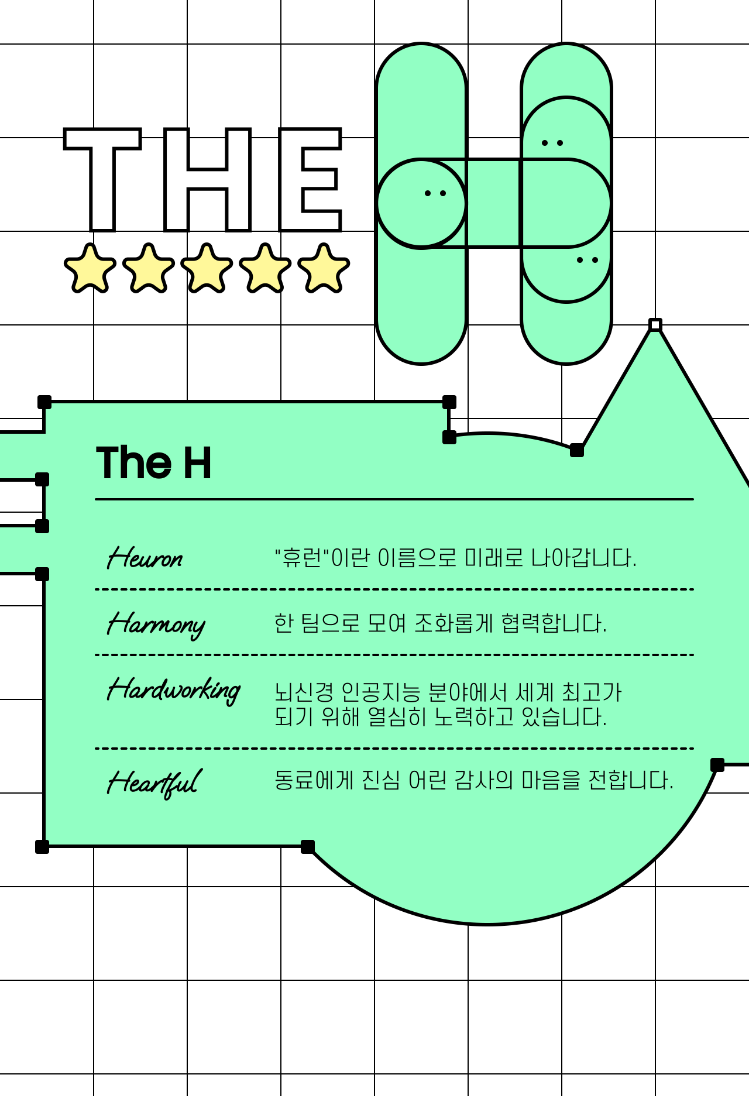 THE H
The H
Heuron "휴런"이란 이름으로 미래로 나아갑니다.
Harmony 한 팀으로 모여 조화롭게 협력합니다.
Hardworking 뇌신경 인공지능 분야에서 세계 최고가
되기 위해 열심히 노력하고 있습니다.
Heartful 동료에게 진심 어린 감사의 마음을 전합니다.